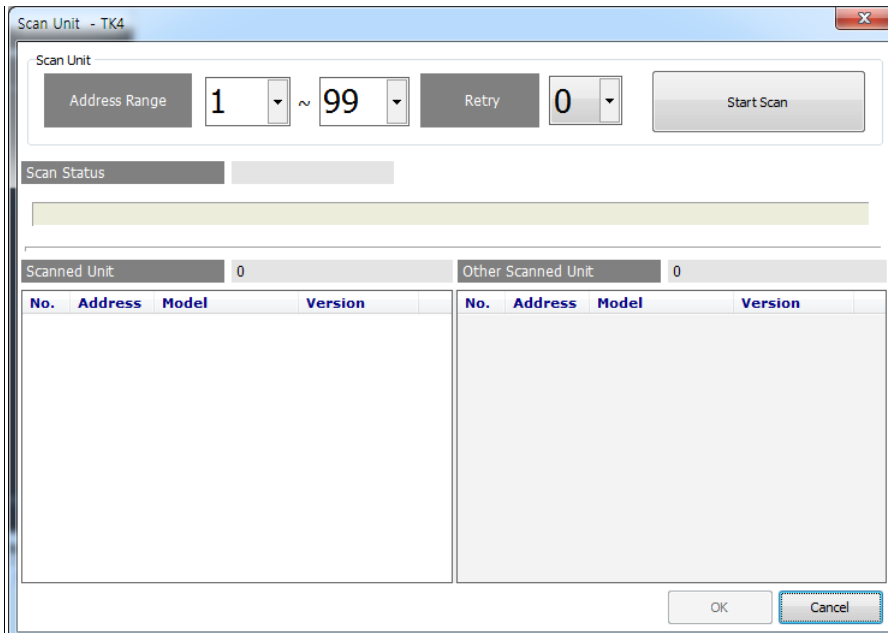 Scan Unit - TK4
Scan Unit
Address Range 1 ~ 99 Retry 0 Start Scan
Scan Status
Scanned Unit 0 Other Scanned Unit 0
No. Address Model Version No. Address Model Version
OK Cancel